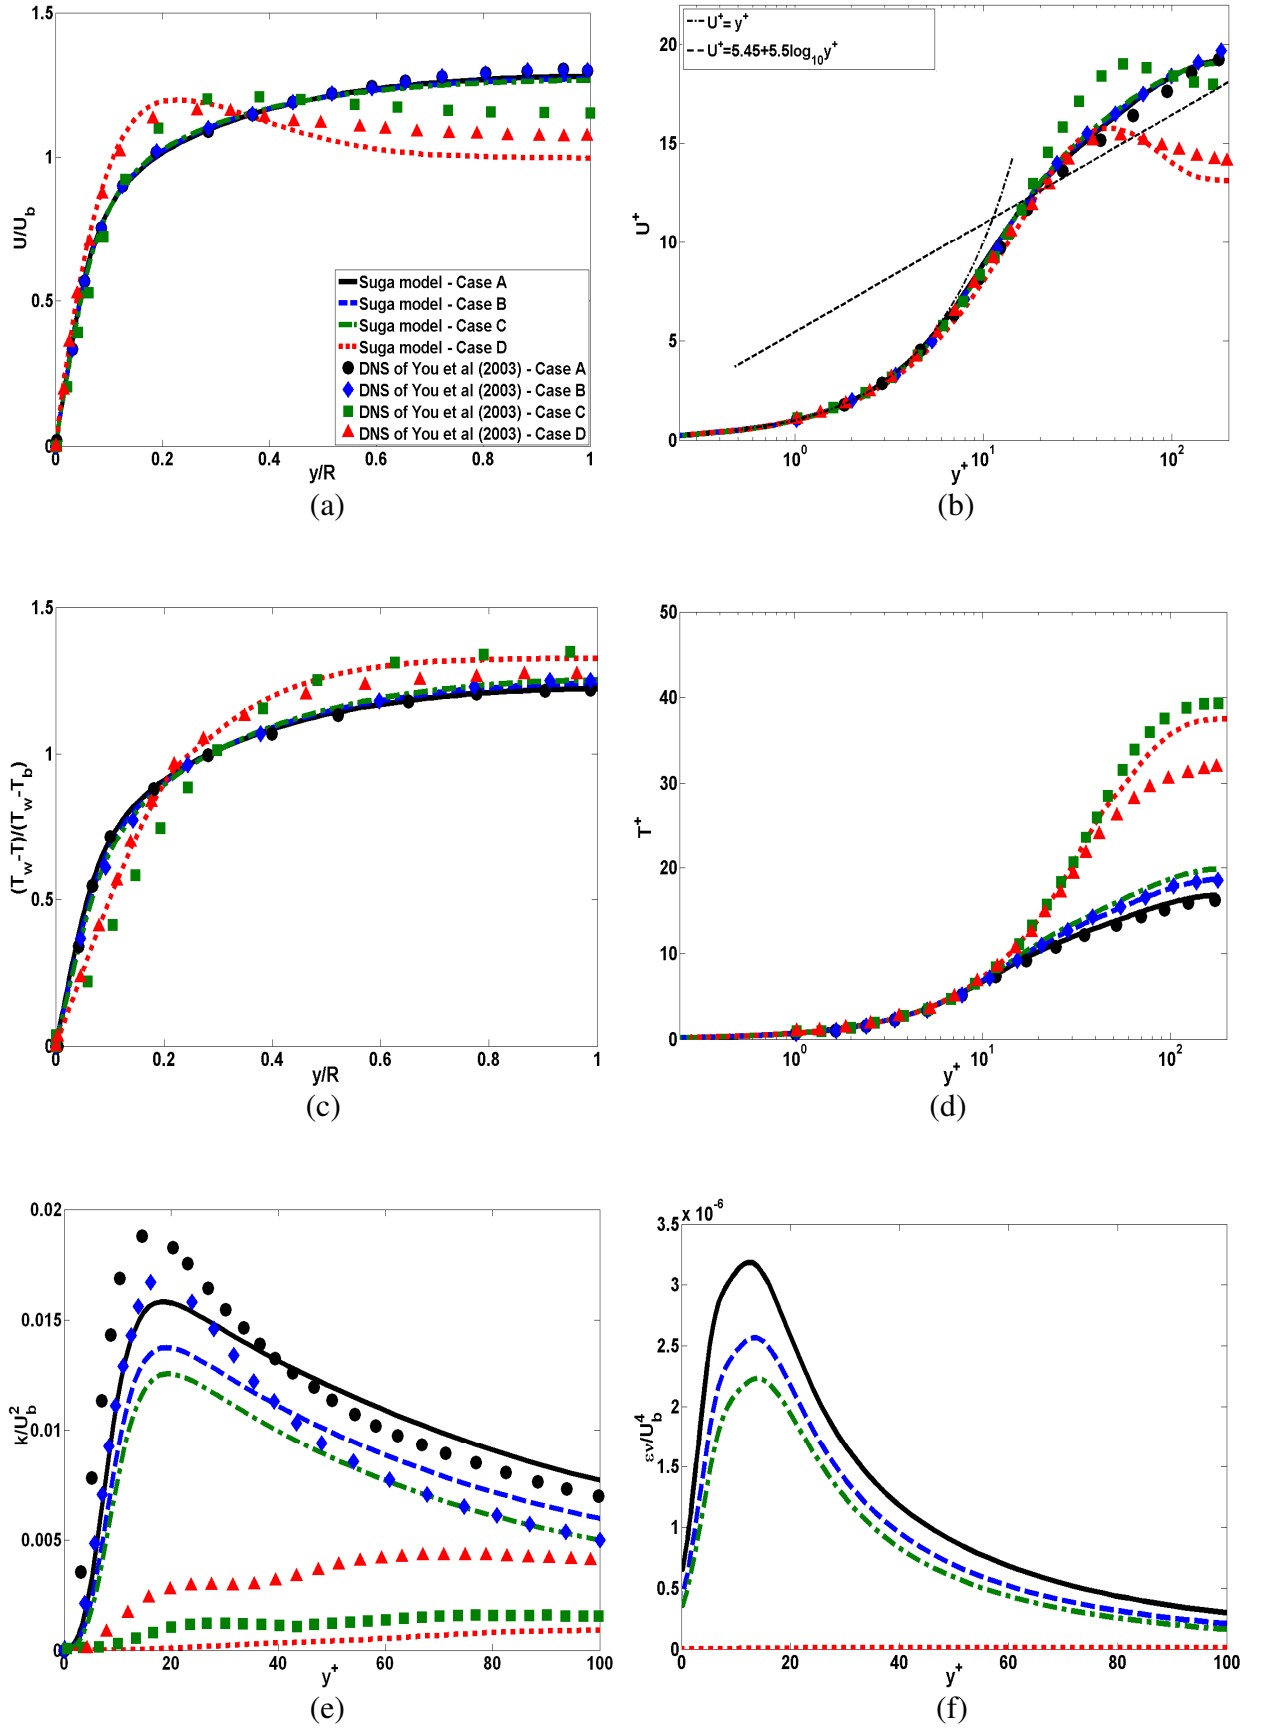 1.5
1
0.5
0
U/U_b
0 0.2 0.4 0.6 0.8 1
y/R
Suga model - Case A
Suga model - Case B
Suga model - Case C
Suga model - Case D
DNS of You et al (2003) - Case A
DNS of You et al (2003) - Case B
DNS of You et al (2003) - Case C
DNS of You et al (2003) - Case D
(a)
U⁺= y⁺
U⁺=5.45+5.5log₁₀y⁺
20
15
10
5
0
U⁺
10⁰ 10¹ 10²
y⁺
(b)
1.5
1
0.5
0
(T_w-T)/(T_w-T_b)
0 0.2 0.4 0.6 0.8 1
y/R
(c)
50
40
30
20
10
0
T⁺
10⁰ 10¹ 10²
y⁺
(d)
0.02
0.015
0.01
0.005
0
k/U_b²
0 20 40 60 80 100
y⁺
(e)
x 10⁻⁶
3.5
3
2.5
2
1.5
1
0.5
0
εν/U_b⁴
0 20 40 60 80 100
y⁺
(f)